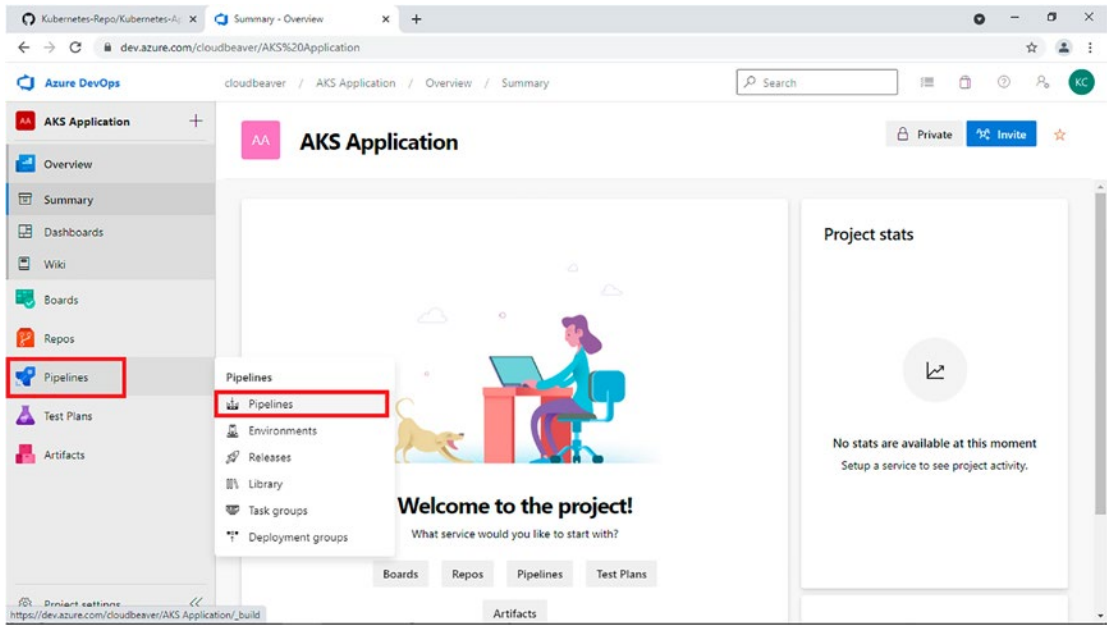 Kubernetes-Repo/Kubernetes-Ap
Summary - Overview
dev.azure.com/cloudbeaver/AKS%20Application
Azure DevOps
cloudbeaver / AKS Application / Overview / Summary
Search
KC
AA AKS Application
AA AKS Application
Private
Invite
Overview
Summary
Dashboards
Wiki
Boards
Repos
Pipelines
Test Plans
Artifacts
Project settings
https://dev.azure.com/cloudbeaver/AKS Application/_build
Pipelines
Pipelines
Environments
Releases
Library
Task groups
Deployment groups
Welcome to the project!
What service would you like to start with?
Boards Repos Pipelines Test Plans
Artifacts
Project stats
No stats are available at this moment
Setup a service to see project activity.